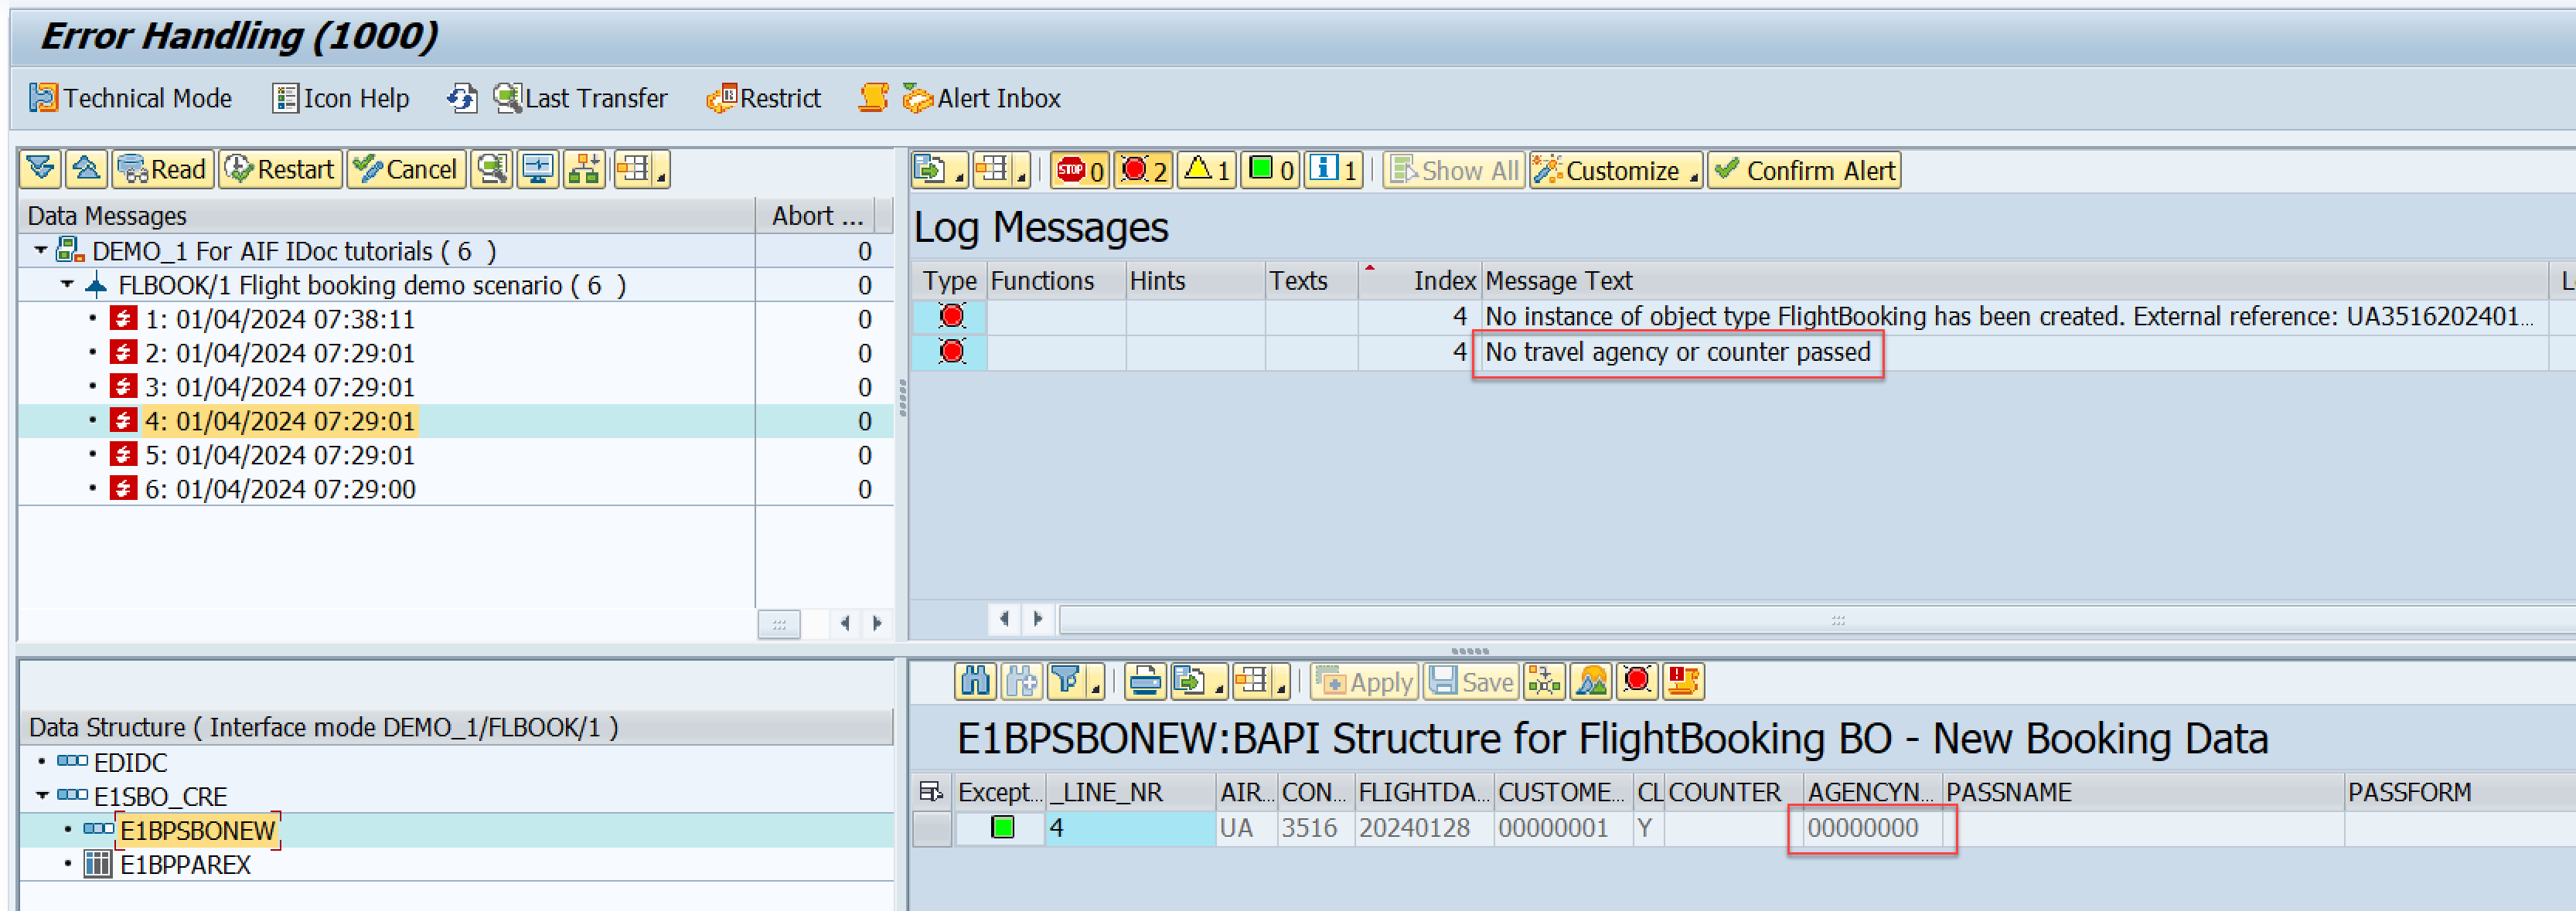 Error Handling (1000)
Technical Mode Icon Help Last Transfer Restrict Alert Inbox
Read Restart Cancel
Data Messages Abort ...
DEMO_1 For AIF IDoc tutorials ( 6 ) 0
FLBOOK/1 Flight booking demo scenario ( 6 ) 0
1: 01/04/2024 07:38:11 0
2: 01/04/2024 07:29:01 0
3: 01/04/2024 07:29:01 0
4: 01/04/2024 07:29:01 0
5: 01/04/2024 07:29:01 0
6: 01/04/2024 07:29:00 0
STOP 0 2 1 0 1 Show All Customize Confirm Alert
Log Messages
Type Functions Hints Texts Index Message Text L
4 No instance of object type FlightBooking has been created. External reference: UA3516202401...
4 No travel agency or counter passed
Data Structure ( Interface mode DEMO_1/FLBOOK/1 )
EDIDC
E1SBO_CRE
E1BPSBONEW
E1BPPAREX
Apply Save
E1BPSBONEW:BAPI Structure for FlightBooking BO - New Booking Data
Except... _LINE_NR AIR... CON... FLIGHTDA... CUSTOME... CL COUNTER AGENCYN... PASSNAME PASSFORM
4 UA 3516 20240128 00000001 Y 00000000